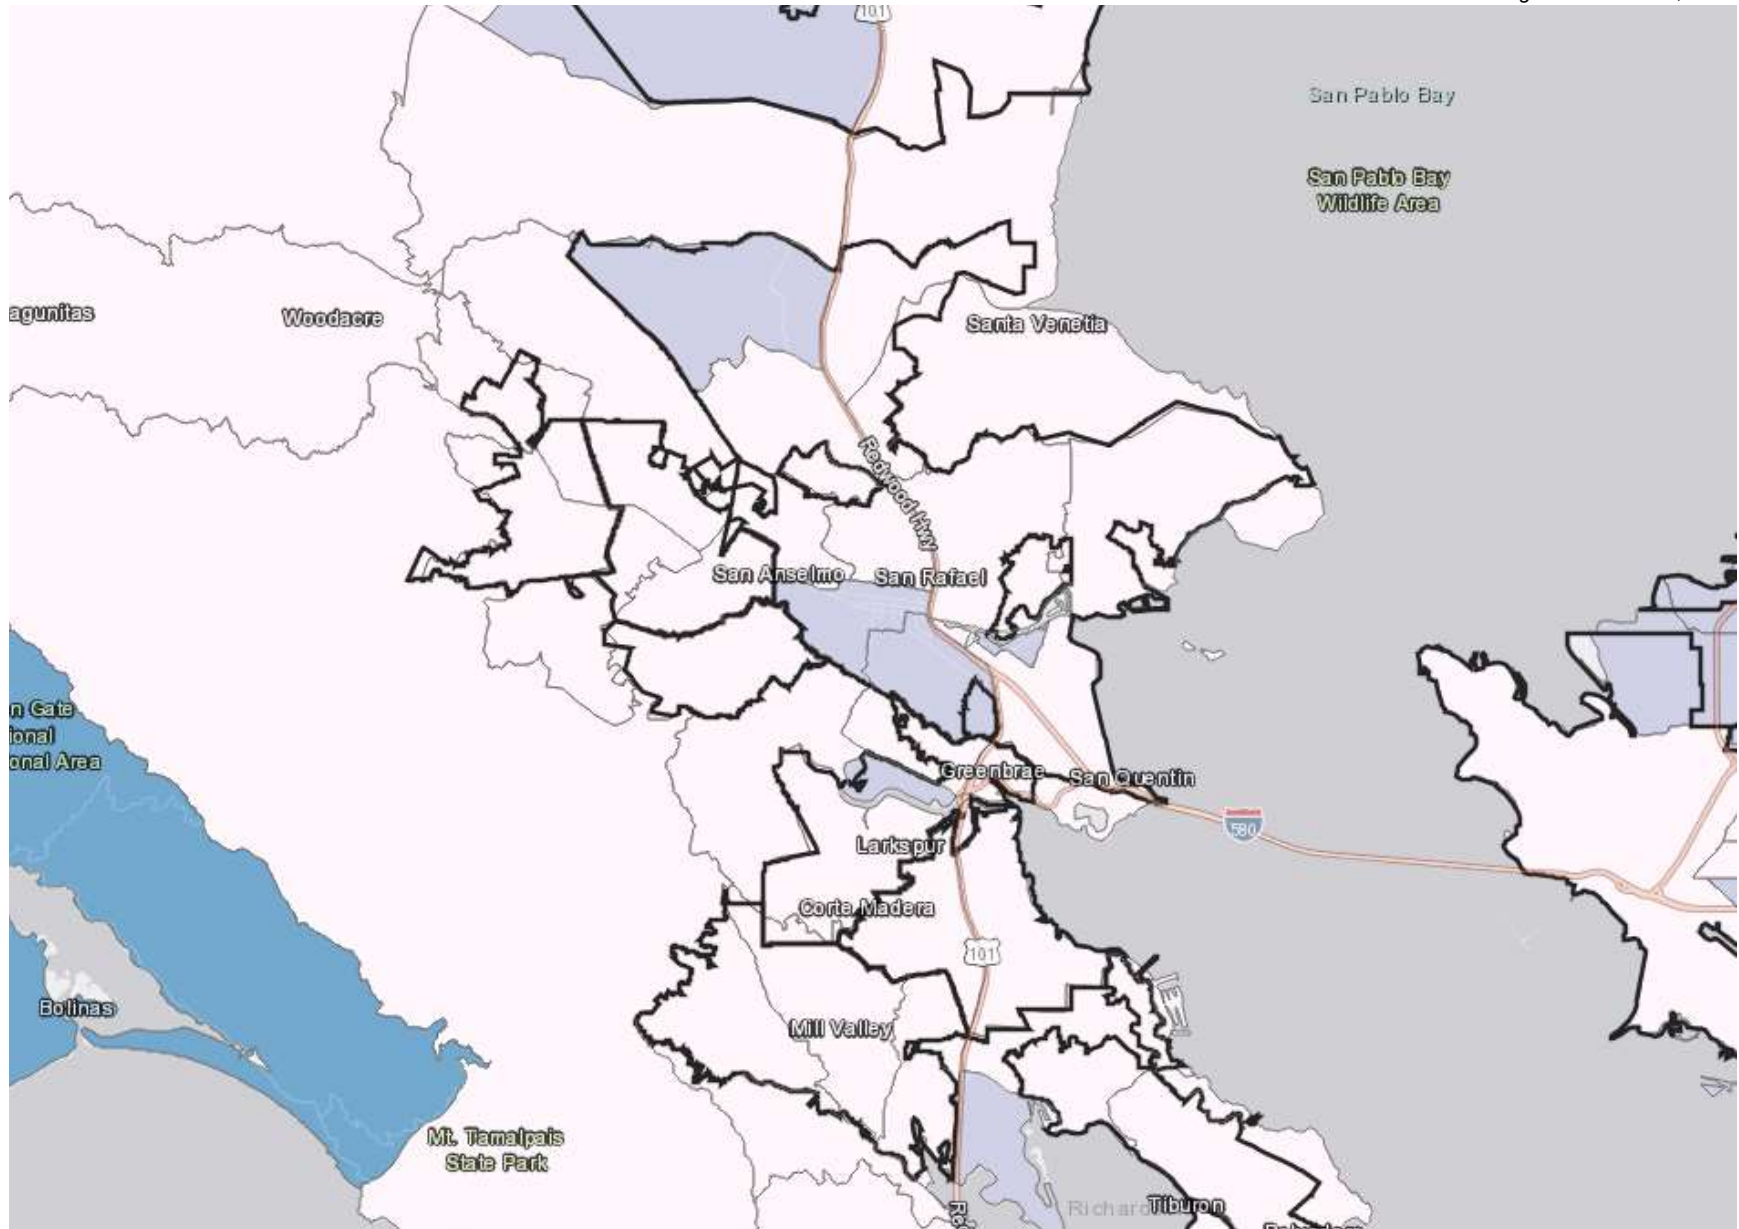 101
San Pablo Bay
San Pablo Bay
Wildlife Area
agunitas
Woodacre
Santa Venetia
Redwood Hwy
San Anselmo
San Rafael
n Gate
ional
onal Area
Greenbrae
San Quentin
580
Larkspur
Corte Madera
101
Bolinas
Mill Valley
Mt. Tamalpais
State Park
Richard
Tiburon